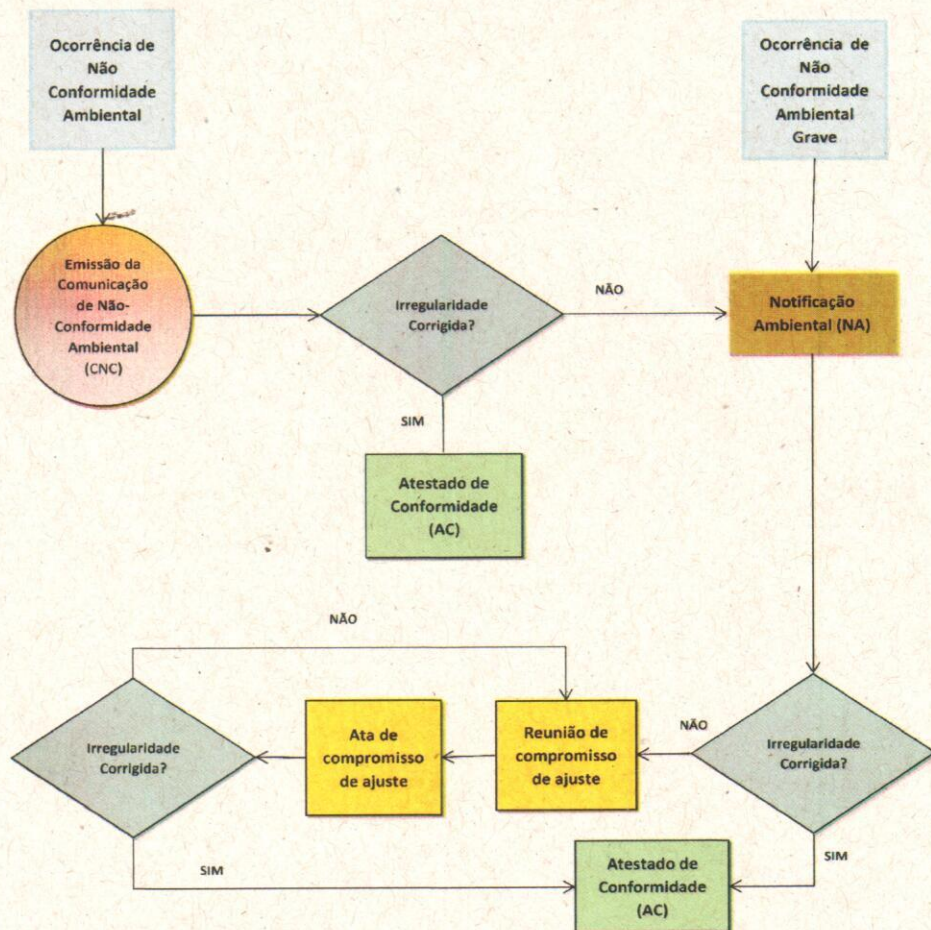 Ocorrência de
Não
Conformidade
Ambiental
Ocorrência de
Não
Conformidade
Ambiental
Grave
Emissão da
Comunicação
de Não-
Conformidade
Ambiental
(CNC)
Irregularidade
Corrigida?
NÃO
Notificação
Ambiental (NA)
SIM
Atestado de
Conformidade
(AC)
NÃO
Irregularidade
Corrigida?
Ata de
compromisso
de ajuste
Reunião de
compromisso
de ajuste
NÃO
Irregularidade
Corrigida?
SIM
SIM
Atestado de
Conformidade
(AC)